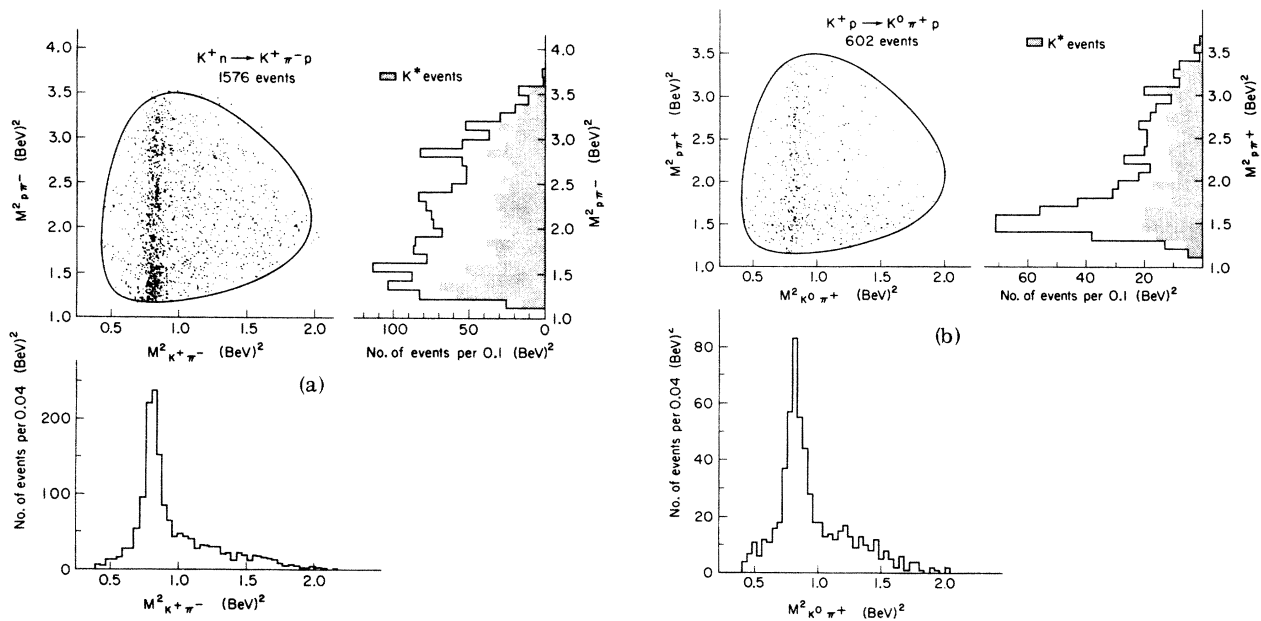 K⁺n → K⁺π⁻p
1576 events
K* events
4.0
3.5
3.0
2.5
2.0
1.5
1.0
M²pπ⁻ (BeV)²
0.5 1.0 1.5 2.0
M²K⁺π⁻ (BeV)²
100 50 0
No. of events per 0.1 (BeV)²
4.0
3.5
3.0
2.5
2.0
1.5
1.0
M²pπ⁻ (BeV)²
(a)
No. of events per 0.04 (BeV)²
200
100
0
0.5 1.0 1.5 2.0
M²K⁺π⁻ (BeV)²
K⁺p → K⁰π⁺p
602 events
K* events
3.5
3.0
2.5
2.0
1.5
1.0
M²pπ⁺ (BeV)²
0.5 1.0 1.5 2.0
M²K⁰π⁺ (BeV)²
60 40 20
No. of events per 0.1 (BeV)²
3.5
3.0
2.5
2.0
1.5
1.0
M²pπ⁺ (BeV)²
(b)
No. of events per 0.04 (BeV)²
80
60
40
20
0
0.5 1.0 1.5 2.0
M²K⁰π⁺ (BeV)²